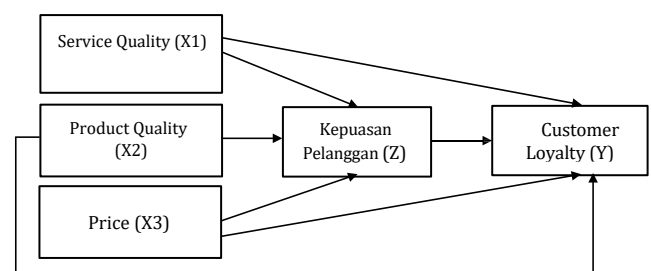 Service Quality (X1)
Product Quality
(X2)
Kepuasan
Pelanggan (Z)
Customer
Loyalty (Y)
Price (X3)